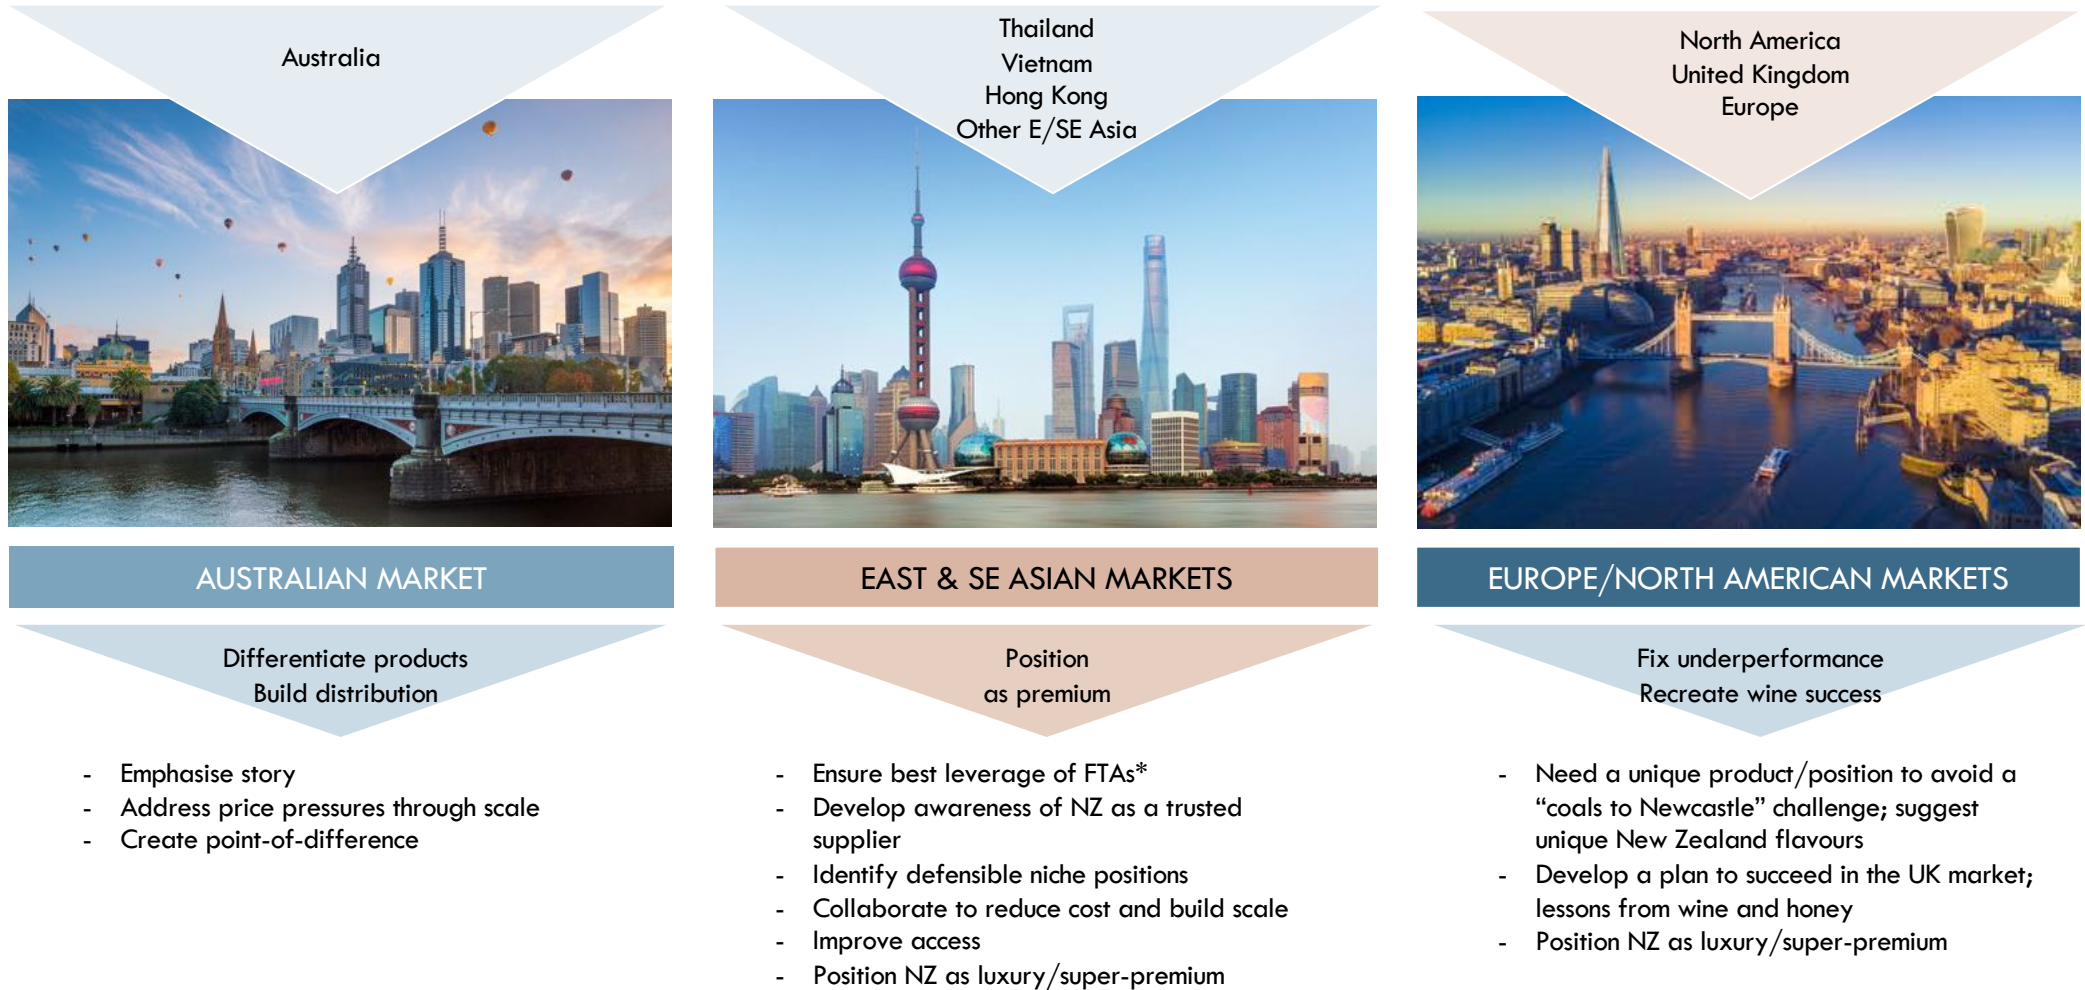 Australia
Thailand
Vietnam
Hong Kong
Other E/SE Asia
North America
United Kingdom
Europe
AUSTRALIAN MARKET
EAST & SE ASIAN MARKETS
EUROPE/NORTH AMERICAN MARKETS
Differentiate products
Build distribution
Position
as premium
Fix underperformance
Recreate wine success
- Emphasise story
- Address price pressures through scale
- Create point-of-difference
- Ensure best leverage of FTAs*
- Develop awareness of NZ as a trusted
supplier
- Identify defensible niche positions
- Collaborate to reduce cost and build scale
- Improve access
- Position NZ as luxury/super-premium
- Need a unique product/position to avoid a
“coals to Newcastle” challenge; suggest
unique New Zealand flavours
- Develop a plan to succeed in the UK market;
lessons from wine and honey
- Position NZ as luxury/super-premium